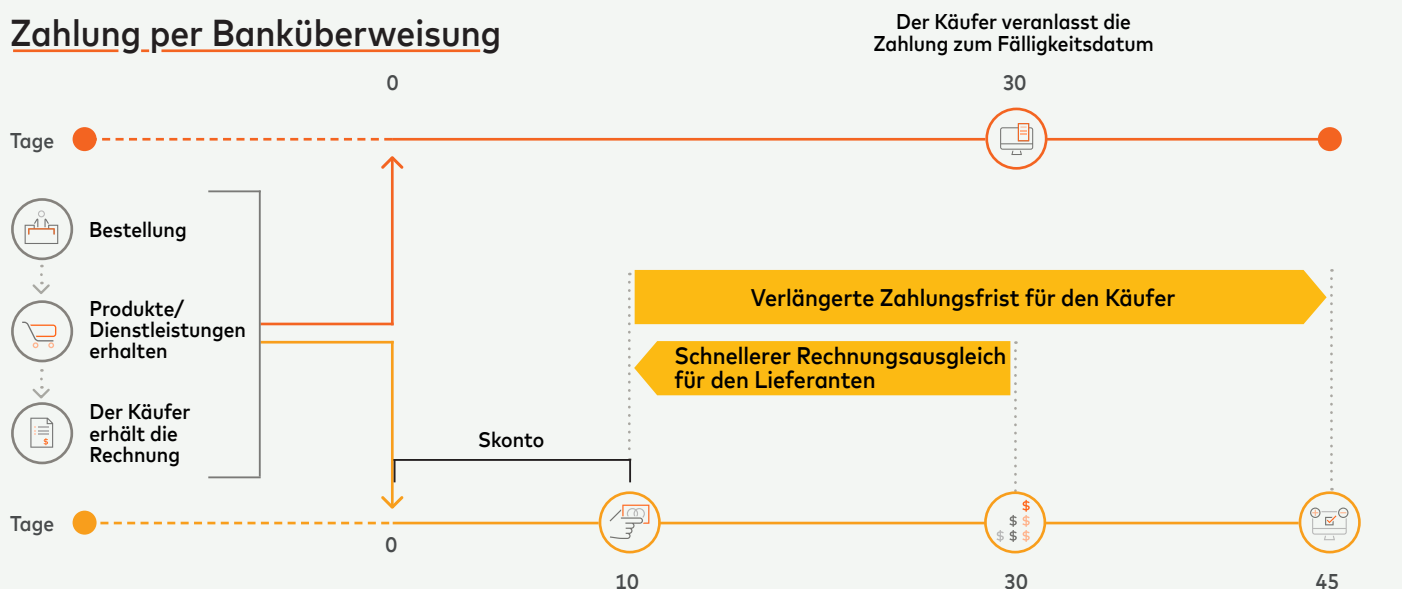 Zahlung per Banküberweisung
Der Käufer veranlasst die
Zahlung zum Fälligkeitsdatum
0
30
Tage
Bestellung
Produkte/
Dienstleistungen
erhalten
Der Käufer
erhält die
Rechnung
Verlängerte Zahlungsfrist für den Käufer
Schnellerer Rechnungsausgleich
für den Lieferanten
Skonto
Tage
0
10
30
45